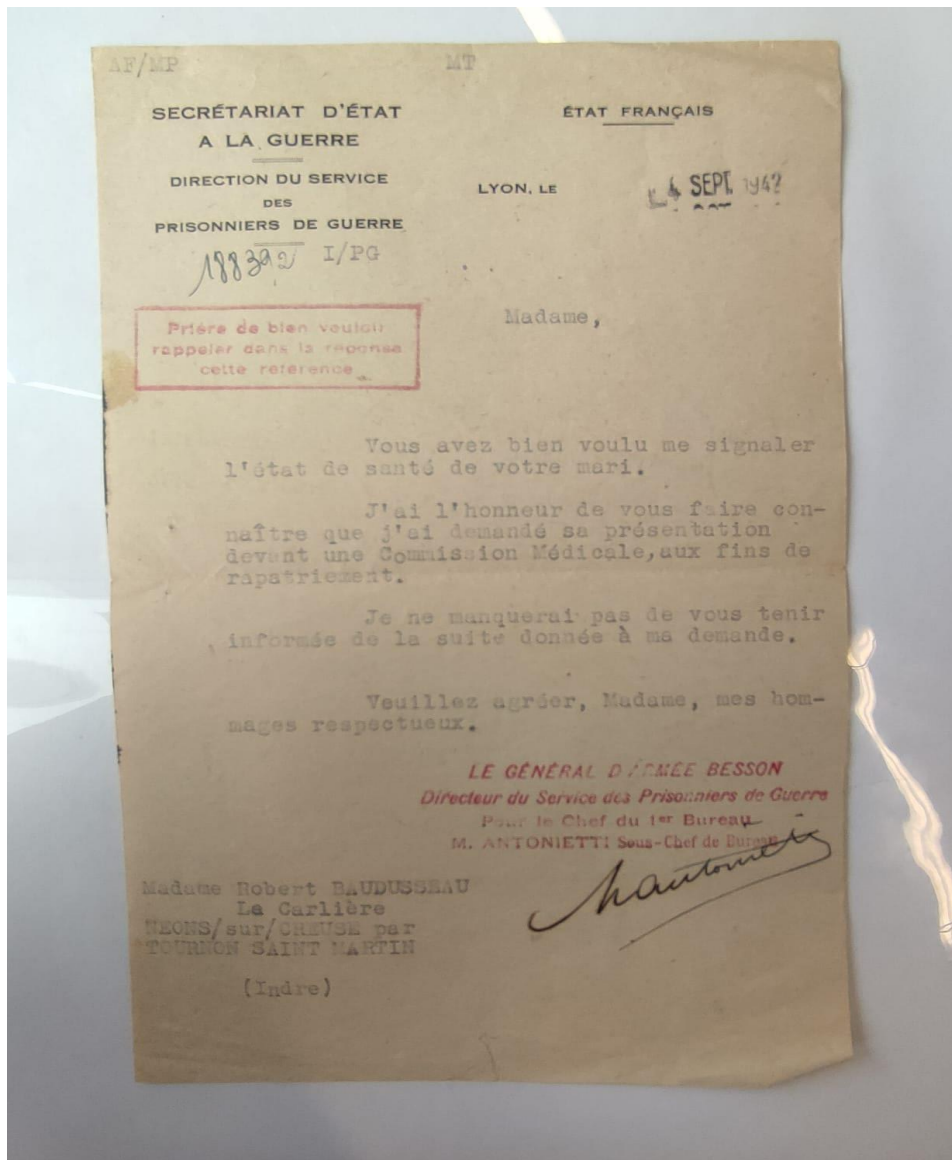 AF/MP
MT
SECRÉTARIAT D'ÉTAT
A LA GUERRE
DIRECTION DU SERVICE
DES
PRISONNIERS DE GUERRE
188392 I/PG
ÉTAT FRANÇAIS
LYON, LE 4 SEPT. 1942
Prière de bien vouloir
rappeler dans la réponse
cette référence
Madame,
Vous avez bien voulu me signaler
l'état de santé de votre mari.
J'ai l'honneur de vous faire con-
naître que j'ai demandé sa présentation
devant une Commission Médicale,aux fins de
rapatriement.
Je ne manquerai pas de vous tenir
informée de la suite donnée à ma demande.
Veuillez agréer, Madame, mes hom-
mages respectueux.
LE GÉNÉRAL D'ARMÉE BESSON
Directeur du Service des Prisonniers de Guerre
Pour le Chef du 1er Bureau
M. ANTONIETTI Sous-Chef de Bureau
Madame Robert BAUDUSSEAU
La Carlière
NEONS/sur/CREUSE par
TOURNON SAINT MARTIN
(Indre)